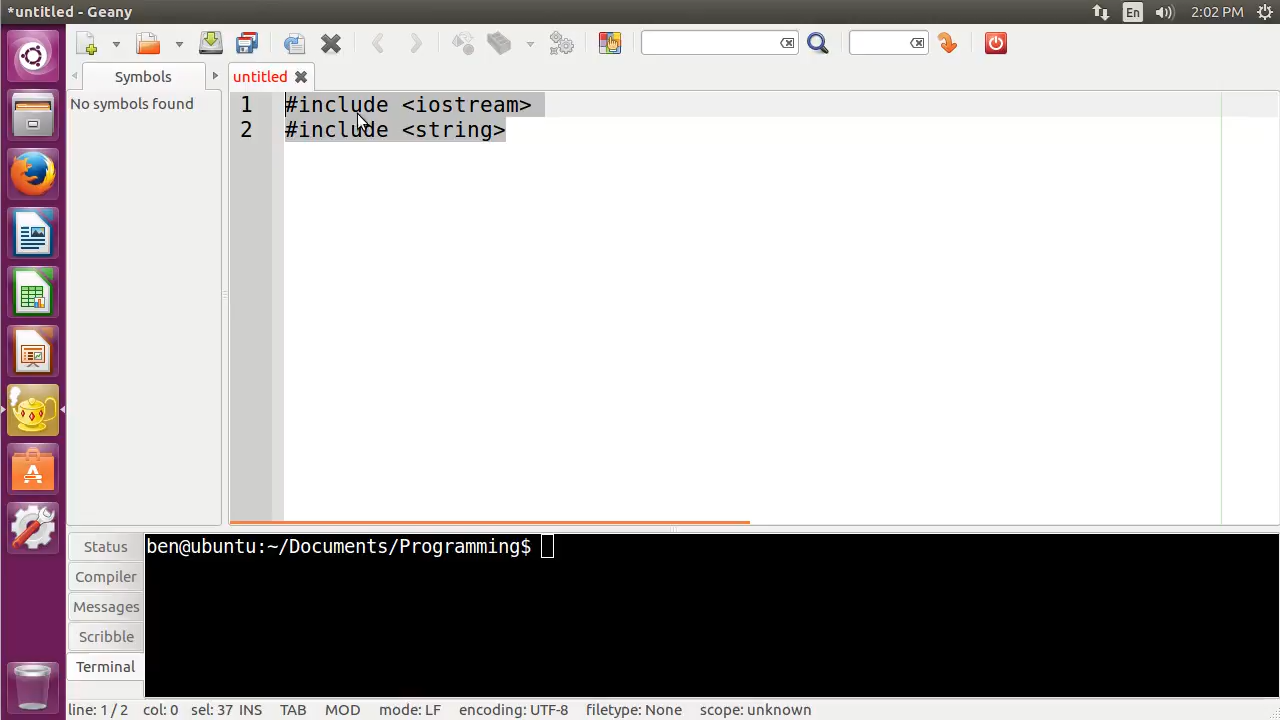 *untitled - Geany
En
2:02 PM
Symbols
untitled
No symbols found
1 #include <iostream>
2 #include <string>
Status
ben@ubuntu:~/Documents/Programming$
Compiler
Messages
Scribble
Terminal
line: 1 / 2 col: 0 sel: 37 INS TAB MOD mode: LF encoding: UTF-8 filetype: None scope: unknown